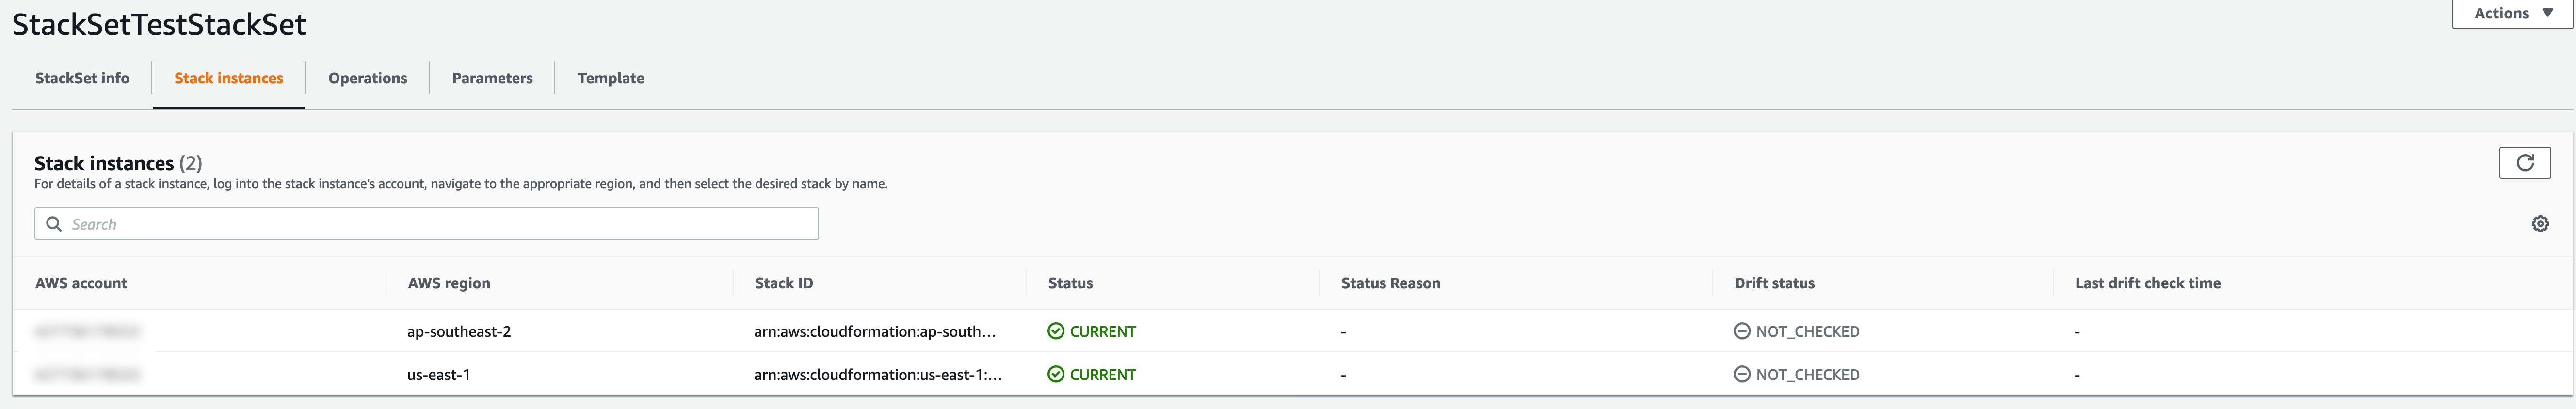 StackSetTestStackSet
Actions
StackSet info Stack instances Operations Parameters Template
Stack instances (2)
For details of a stack instance, log into the stack instance's account, navigate to the appropriate region, and then select the desired stack by name.
Search
AWS account AWS region Stack ID Status Status Reason Drift status Last drift check time
ap-southeast-2 arn:aws:cloudformation:ap-south... CURRENT - NOT_CHECKED -
us-east-1 arn:aws:cloudformation:us-east-1:... CURRENT - NOT_CHECKED -